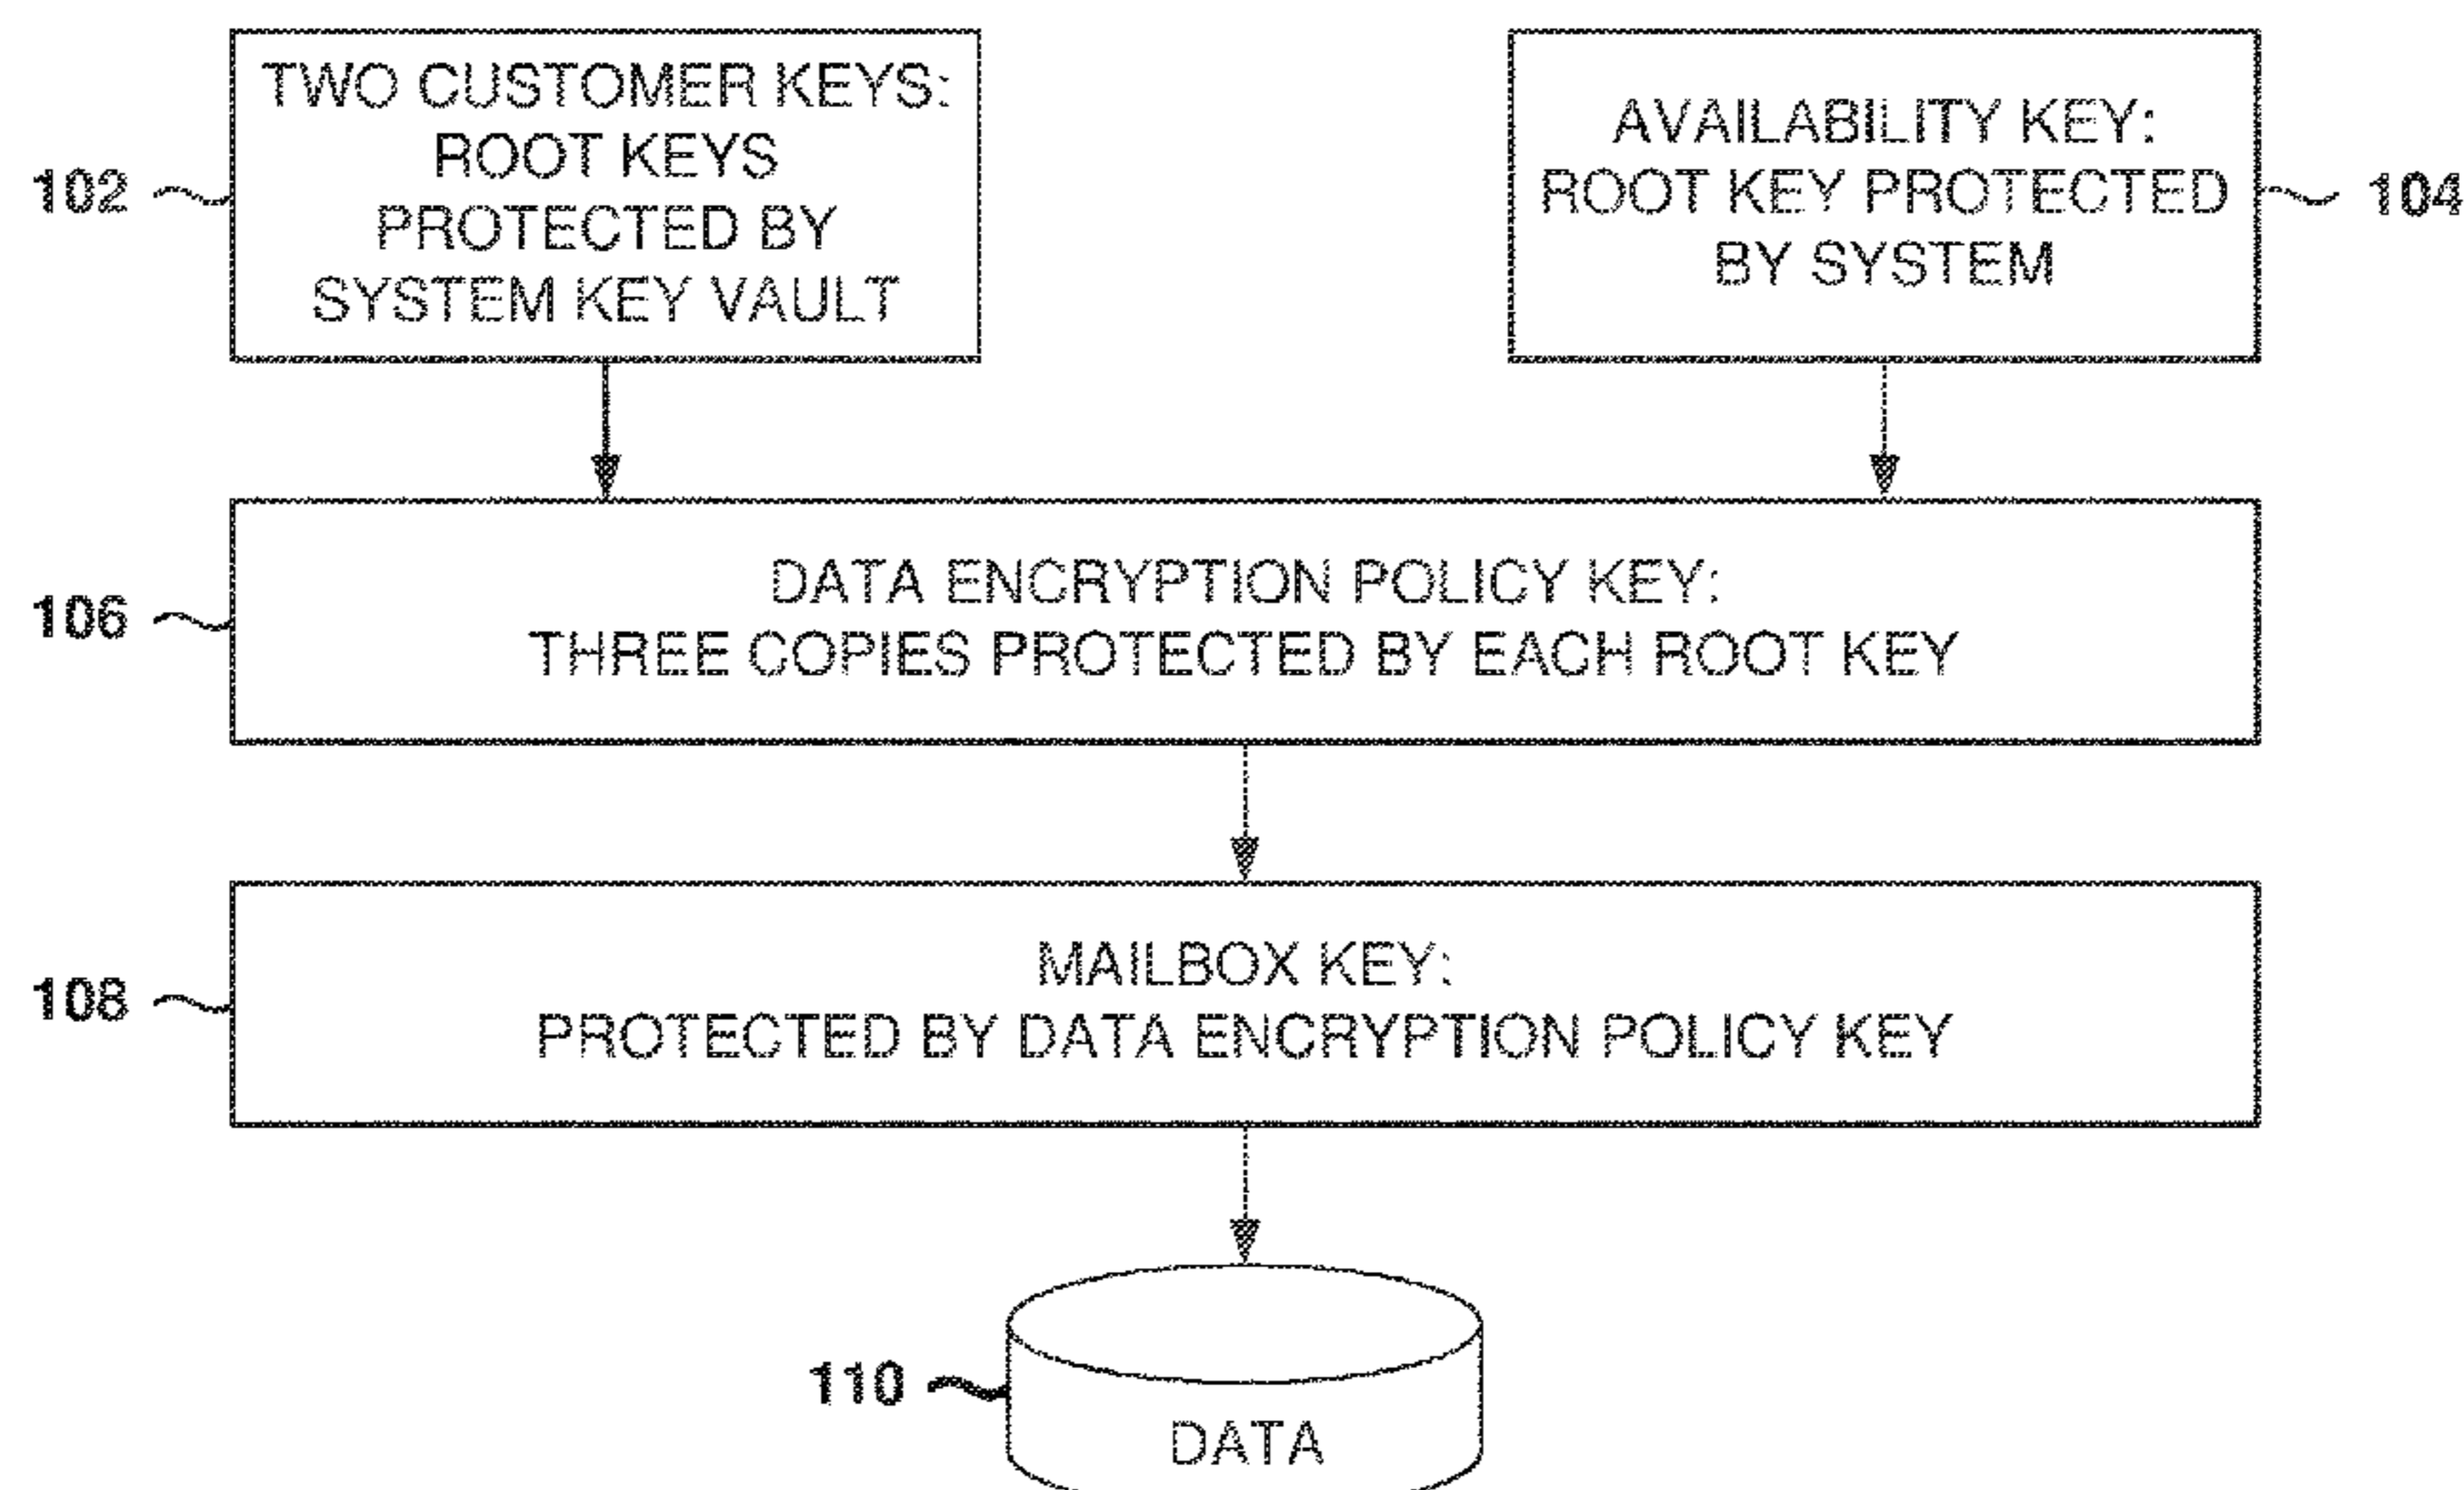 TWO CUSTOMER KEYS:
ROOT KEYS
PROTECTED BY
SYSTEM KEY VAULT
102
AVAILABILITY KEY:
ROOT KEY PROTECTED
BY SYSTEM
104
106
DATA ENCRYPTION POLICY KEY:
THREE COPIES PROTECTED BY EACH ROOT KEY
108
MAILBOX KEY:
PROTECTED BY DATA ENCRYPTION POLICY KEY
110
DATA